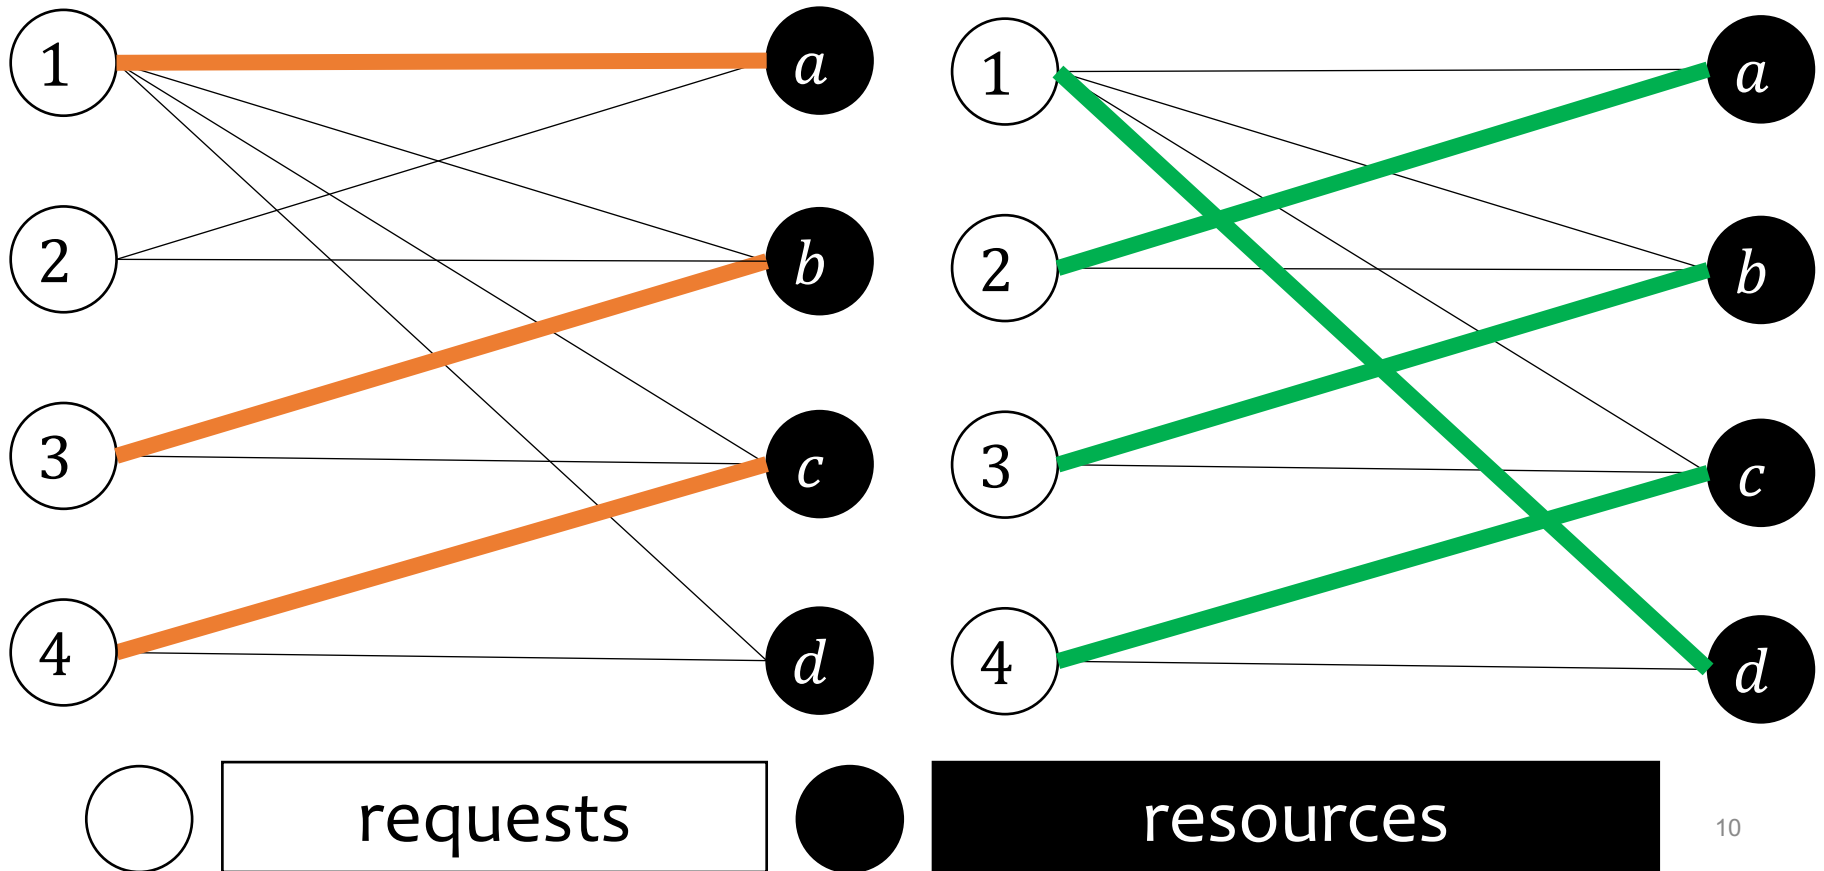 1 a 1 a
2 b 2 b
3 c 3 c
4 d 4 d
requests resources 10